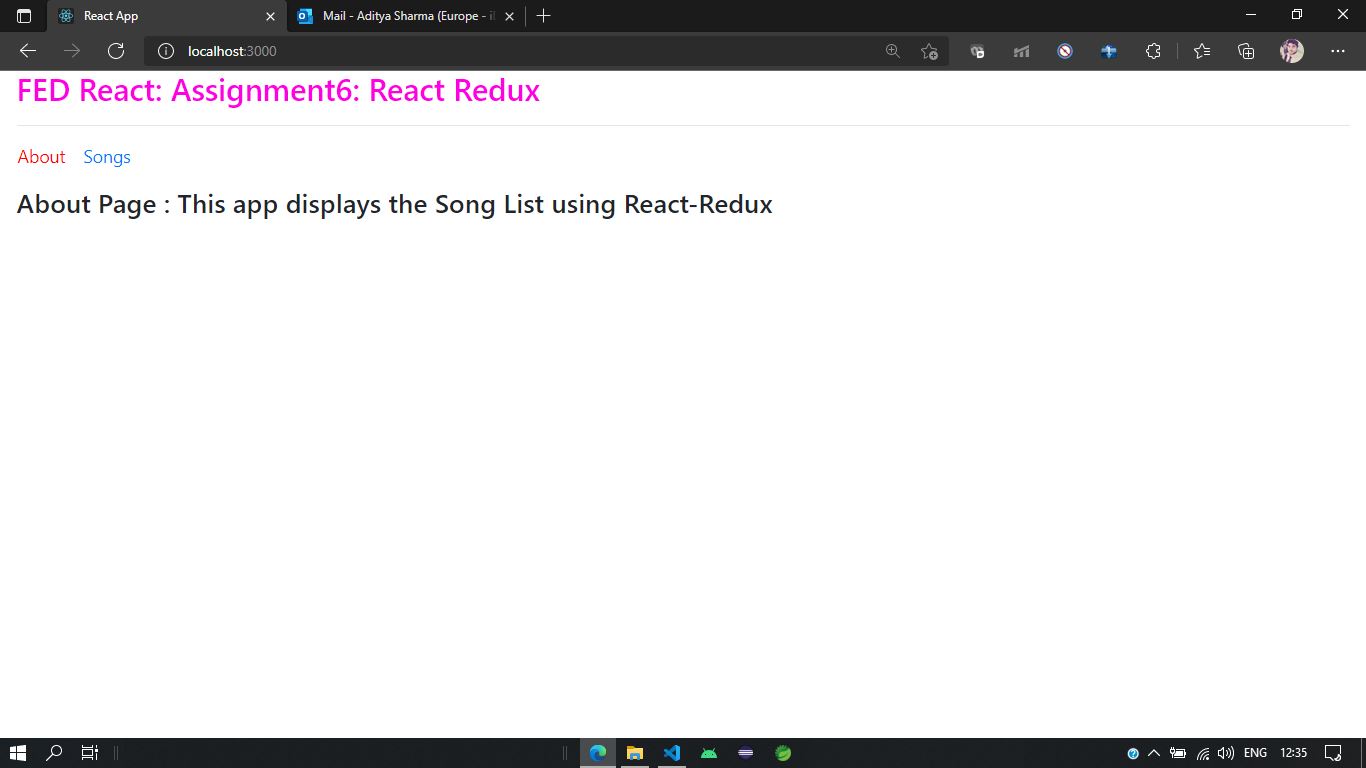 React App
Mail - Aditya Sharma (Europe - i
localhost:3000
FED React: Assignment6: React Redux
About Songs
About Page : This app displays the Song List using React-Redux
ENG 12:35